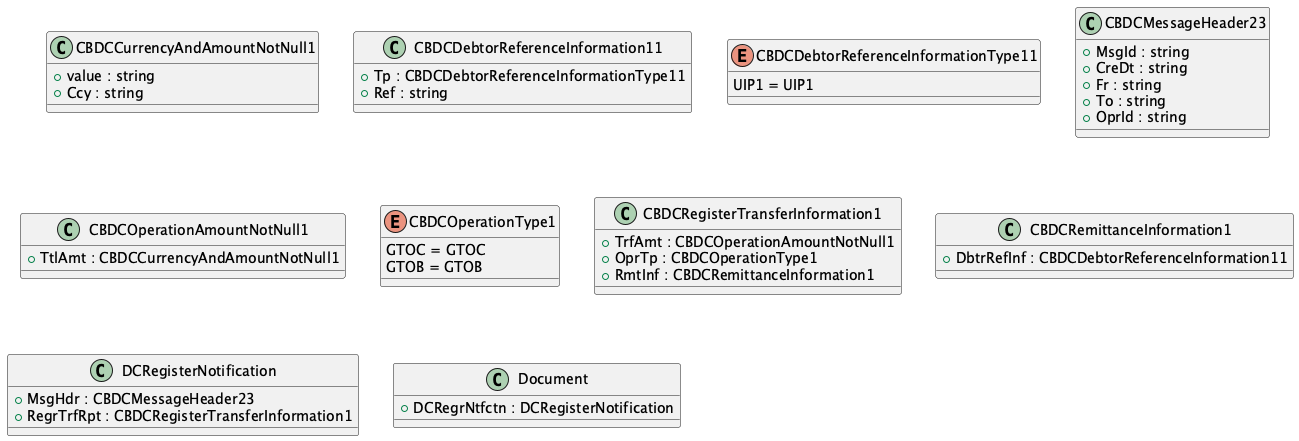 C CBDCCurrencyAndAmountNotNull1
value : string
Ccy : string
C CBDCDebtorReferenceInformation11
Tp : CBDCDebtorReferenceInformationType11
Ref : string
E CBDCDebtorReferenceInformationType11
UIP1 = UIP1
C CBDCMessageHeader23
MsgId : string
CreDt : string
Fr : string
To : string
OprId : string
C CBDCOperationAmountNotNull1
TtlAmt : CBDCCurrencyAndAmountNotNull1
E CBDCOperationType1
GTOC = GTOC
GTOB = GTOB
C CBDCRegisterTransferInformation1
TrfAmt : CBDCOperationAmountNotNull1
OprTp : CBDCOperationType1
RmtInf : CBDCRemittanceInformation1
C CBDCRemittanceInformation1
DbtrRefInf : CBDCDebtorReferenceInformation11
C DCRegisterNotification
MsgHdr : CBDCMessageHeader23
RegrTrfRpt : CBDCRegisterTransferInformation1
C Document
DCRegrNtfctn : DCRegisterNotification